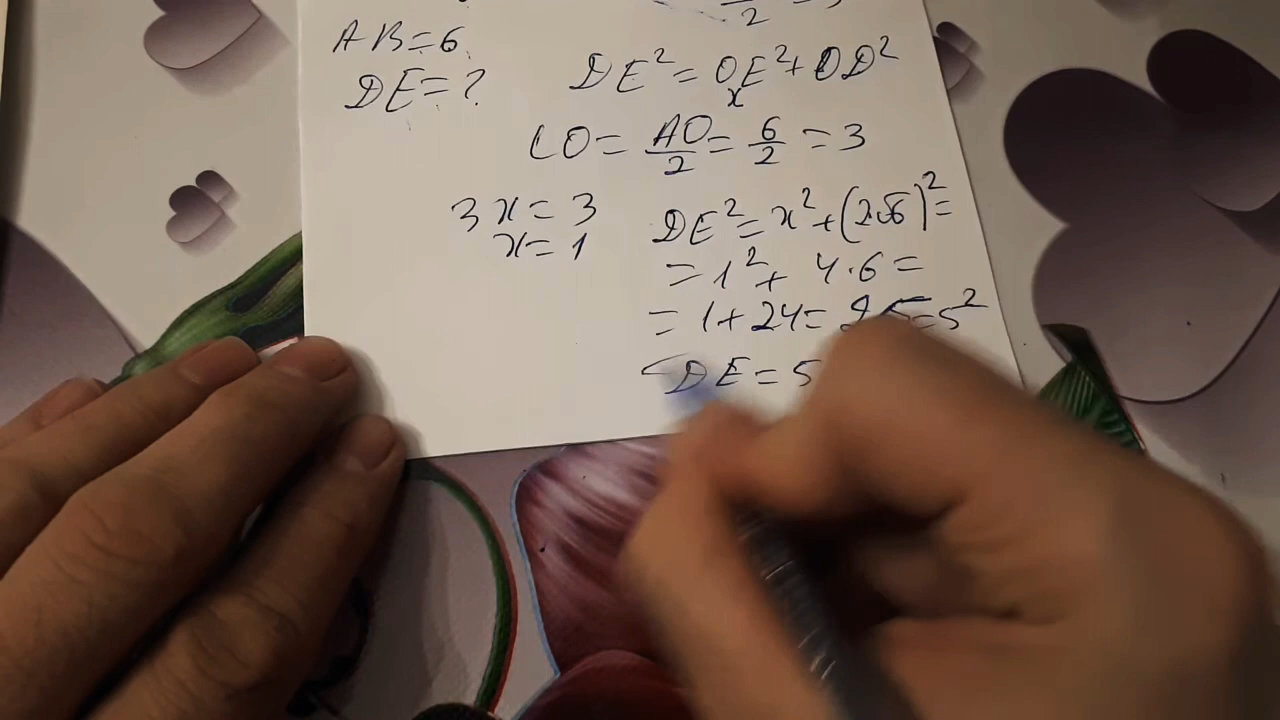 AB=6
DE=?
DE²=OE²+OD²
x
LO=AO/2=6/2=3
3x=3
x=1
DE²=x²+(2√6)²=
=1²+4·6=
=1+24=25=5²
DE=5